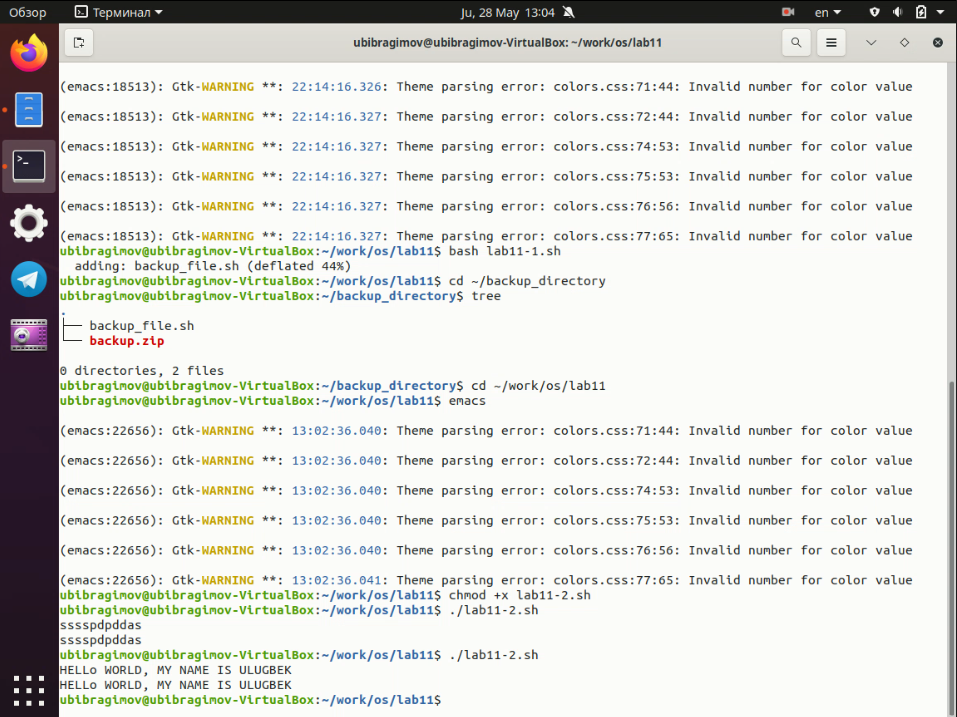 Обзор
Терминал
Ju, 28 May 13:04
en
ubibragimov@ubibragimov-VirtualBox: ~/work/os/lab11
(emacs:18513): Gtk-WARNING **: 22:14:16.326: Theme parsing error: colors.css:71:44: Invalid number for color value
(emacs:18513): Gtk-WARNING **: 22:14:16.327: Theme parsing error: colors.css:72:44: Invalid number for color value
(emacs:18513): Gtk-WARNING **: 22:14:16.327: Theme parsing error: colors.css:74:53: Invalid number for color value
(emacs:18513): Gtk-WARNING **: 22:14:16.327: Theme parsing error: colors.css:75:53: Invalid number for color value
(emacs:18513): Gtk-WARNING **: 22:14:16.327: Theme parsing error: colors.css:76:56: Invalid number for color value
(emacs:18513): Gtk-WARNING **: 22:14:16.327: Theme parsing error: colors.css:77:65: Invalid number for color value
ubibragimov@ubibragimov-VirtualBox:~/work/os/lab11$ bash lab11-1.sh
  adding: backup_file.sh (deflated 44%)
ubibragimov@ubibragimov-VirtualBox:~/work/os/lab11$ cd ~/backup_directory
ubibragimov@ubibragimov-VirtualBox:~/backup_directory$ tree
.
├── backup_file.sh
└── backup.zip
0 directories, 2 files
ubibragimov@ubibragimov-VirtualBox:~/backup_directory$ cd ~/work/os/lab11
ubibragimov@ubibragimov-VirtualBox:~/work/os/lab11$ emacs
(emacs:22656): Gtk-WARNING **: 13:02:36.040: Theme parsing error: colors.css:71:44: Invalid number for color value
(emacs:22656): Gtk-WARNING **: 13:02:36.040: Theme parsing error: colors.css:72:44: Invalid number for color value
(emacs:22656): Gtk-WARNING **: 13:02:36.040: Theme parsing error: colors.css:74:53: Invalid number for color value
(emacs:22656): Gtk-WARNING **: 13:02:36.040: Theme parsing error: colors.css:75:53: Invalid number for color value
(emacs:22656): Gtk-WARNING **: 13:02:36.040: Theme parsing error: colors.css:76:56: Invalid number for color value
(emacs:22656): Gtk-WARNING **: 13:02:36.041: Theme parsing error: colors.css:77:65: Invalid number for color value
ubibragimov@ubibragimov-VirtualBox:~/work/os/lab11$ chmod +x lab11-2.sh
ubibragimov@ubibragimov-VirtualBox:~/work/os/lab11$ ./lab11-2.sh
sssspdpddas
sssspdpddas
ubibragimov@ubibragimov-VirtualBox:~/work/os/lab11$ ./lab11-2.sh
HELLo WORLD, MY NAME IS ULUGBEK
HELLo WORLD, MY NAME IS ULUGBEK
ubibragimov@ubibragimov-VirtualBox:~/work/os/lab11$